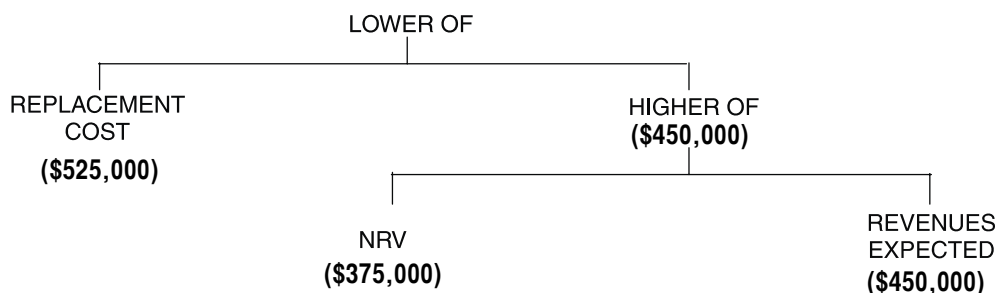 LOWER OF
REPLACEMENT
COST
($525,000)
HIGHER OF
($450,000)
NRV
($375,000)
REVENUES
EXPECTED
($450,000)